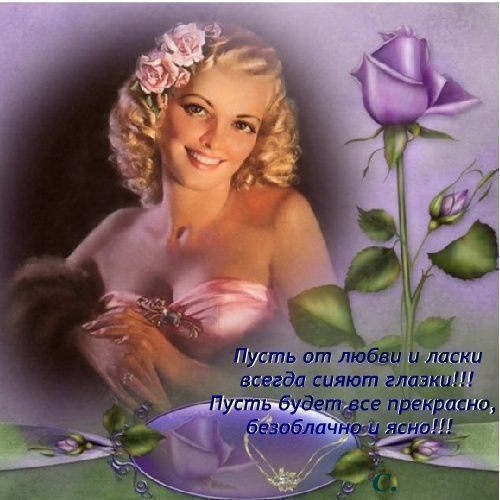 Пусть от любви и ласки
всегда сияют глазки!!!
Пусть будет все прекрасно,
безоблачно и ясно!!!
С.